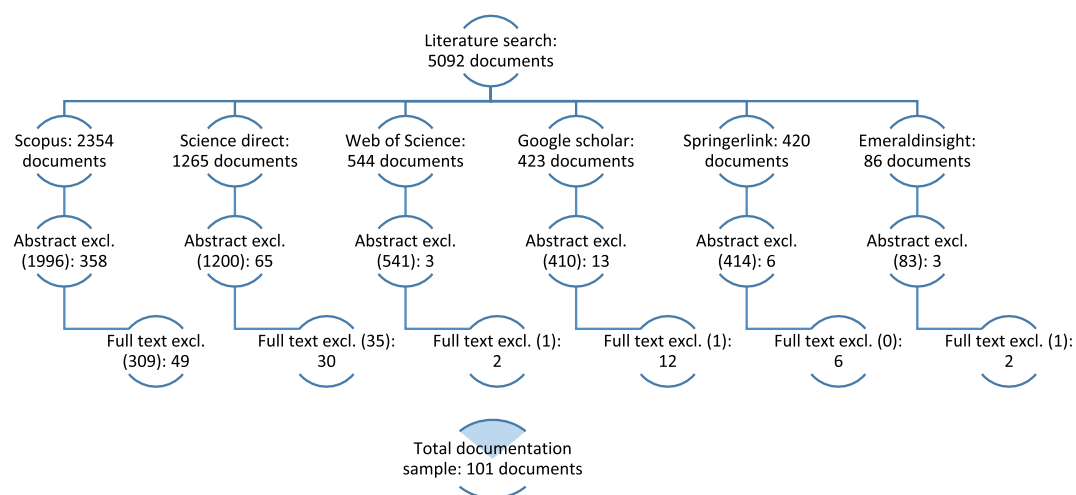 Literature search:
5092 documents
Scopus: 2354
documents
Science direct:
1265 documents
Web of Science:
544 documents
Google scholar:
423 documents
Springerlink: 420
documents
Emeraldinsight:
86 documents
Abstract excl.
(1996): 358
Abstract excl.
(1200): 65
Abstract excl.
(541): 3
Abstract excl.
(410): 13
Abstract excl.
(414): 6
Abstract excl.
(83): 3
Full text excl.
(309): 49
Full text excl. (35):
30
Full text excl. (1):
2
Full text excl. (1):
12
Full text excl. (0):
6
Full text excl. (1):
2
Total documentation
sample: 101 documents